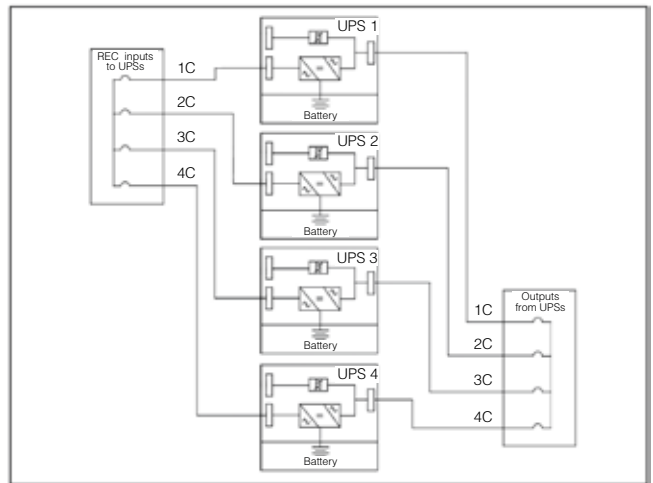 REC inputs
to UPSs
1C
2C
3C
4C
UPS 1
Battery
UPS 2
Battery
UPS 3
Battery
UPS 4
Battery
Outputs
from UPSs
1C
2C
3C
4C